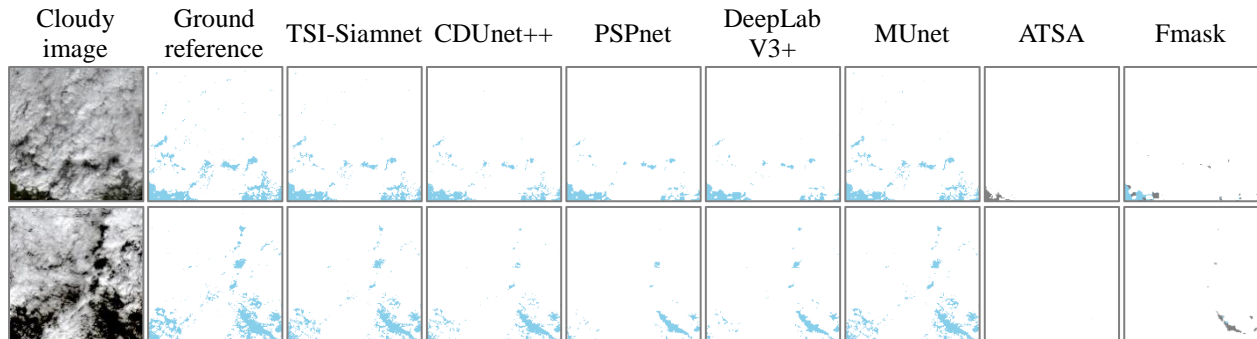 Cloudy image
Ground reference
TSI-Siamnet
CDUnet++
PSPnet
DeepLab V3+
MUnet
ATSA
Fmask